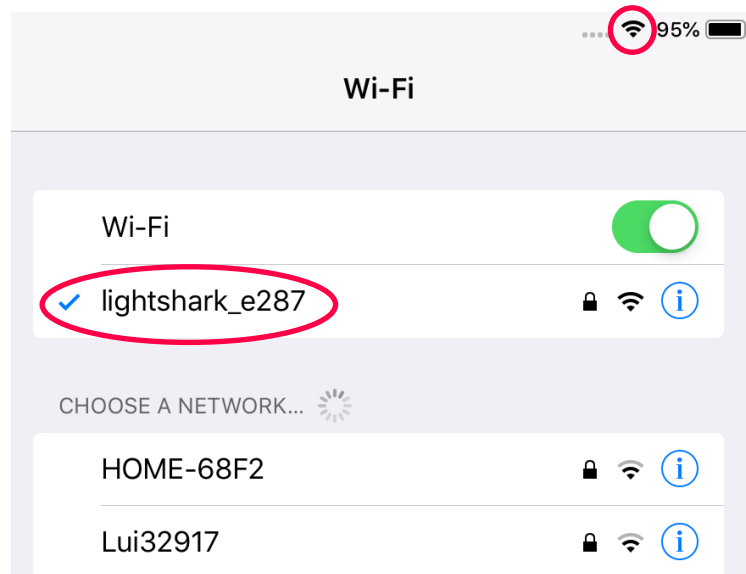 95%
Wi-Fi
Wi-Fi
lightshark_e287
CHOOSE A NETWORK...
HOME-68F2
Lui32917